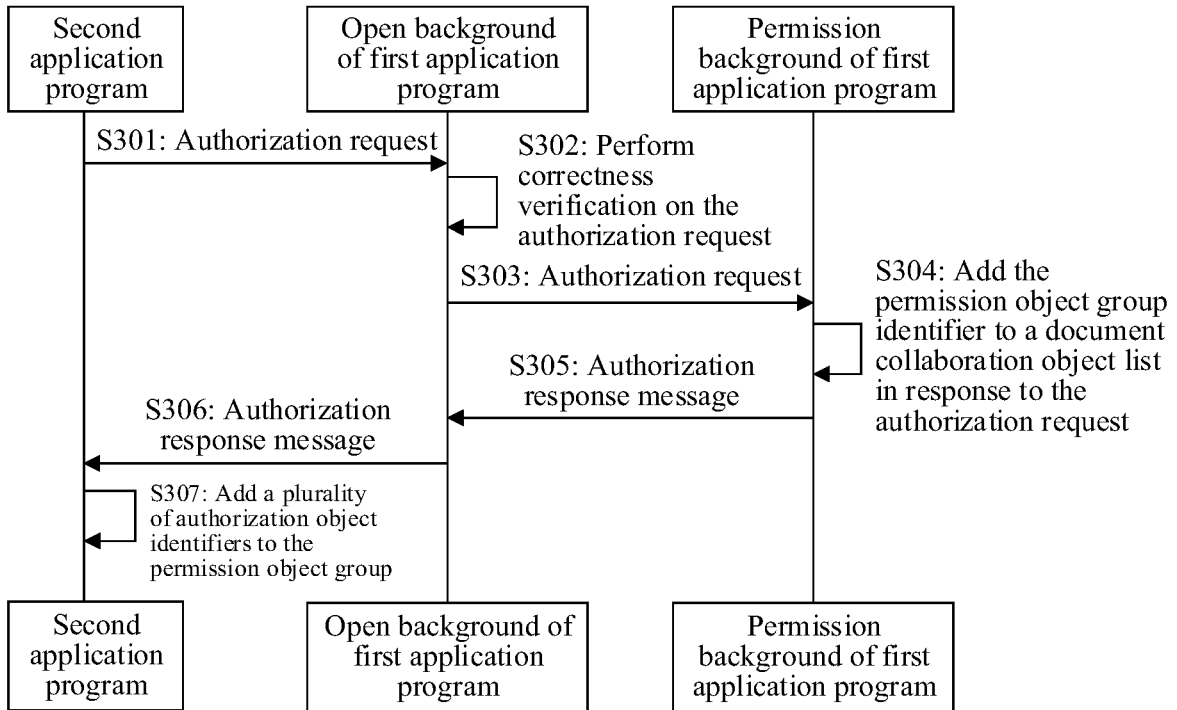 Second
application
program
Open background
of first application
program
Permission
background of first
application program
S301: Authorization request
S302: Perform
correctness
verification on the
authorization request
S303: Authorization request
S304: Add the
permission object group
identifier to a document
collaboration object list
in response to the
authorization request
S305: Authorization
response message
S306: Authorization
response message
S307: Add a plurality
of authorization object
identifiers to the
permission object group
Second
application
program
Open background of
first application
program
Permission
background of first
application program